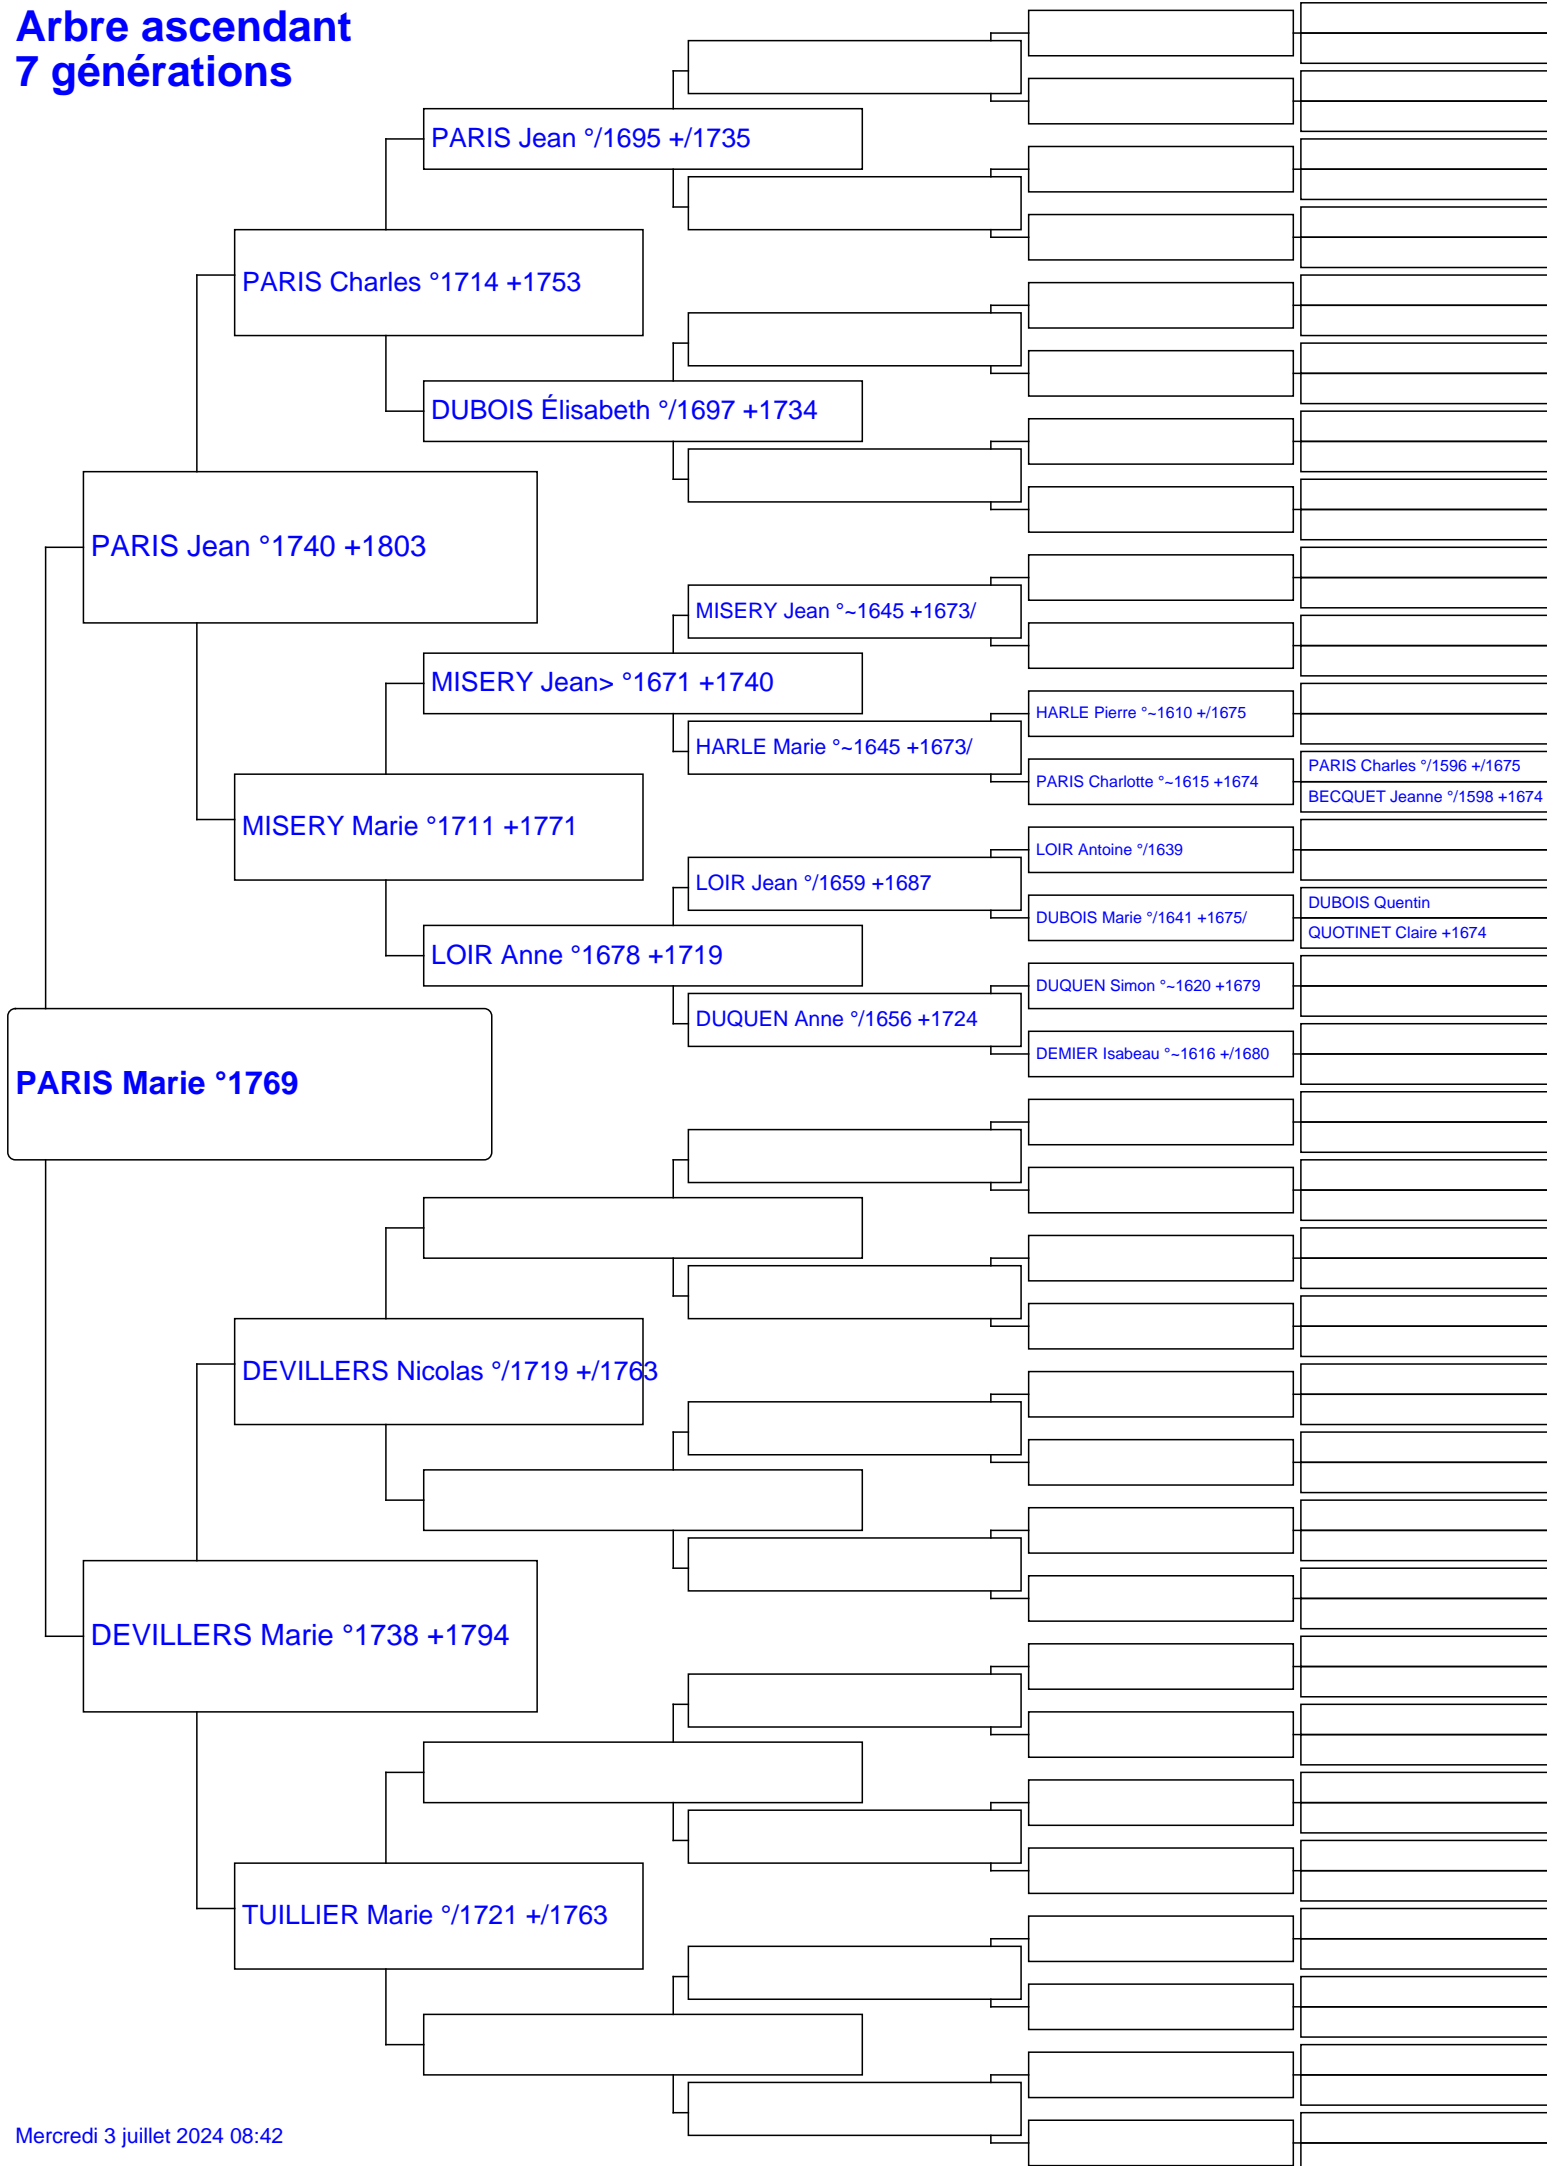 Arbre ascendant
7 générations
PARIS Jean °/1695 +/1735
PARIS Charles °1714 +1753
DUBOIS Élisabeth °/1697 +1734
PARIS Jean °1740 +1803
MISERY Jean °~1645 +1673/
MISERY Jean> °1671 +1740
HARLE Pierre °~1610 +/1675
HARLE Marie °~1645 +1673/
PARIS Charles °/1596 +/1675
PARIS Charlotte °~1615 +1674
BECQUET Jeanne °/1598 +1674
MISERY Marie °1711 +1771
LOIR Antoine °/1639
LOIR Jean °/1659 +1687
DUBOIS Quentin
DUBOIS Marie °/1641 +1675/
QUOTINET Claire +1674
LOIR Anne °1678 +1719
DUQUEN Simon °~1620 +1679
DUQUEN Anne °/1656 +1724
DEMIER Isabeau °~1616 +/1680
PARIS Marie °1769
DEVILLERS Nicolas °/1719 +/1763
DEVILLERS Marie °1738 +1794
TUILLIER Marie °/1721 +/1763
Mercredi 3 juillet 2024 08:42